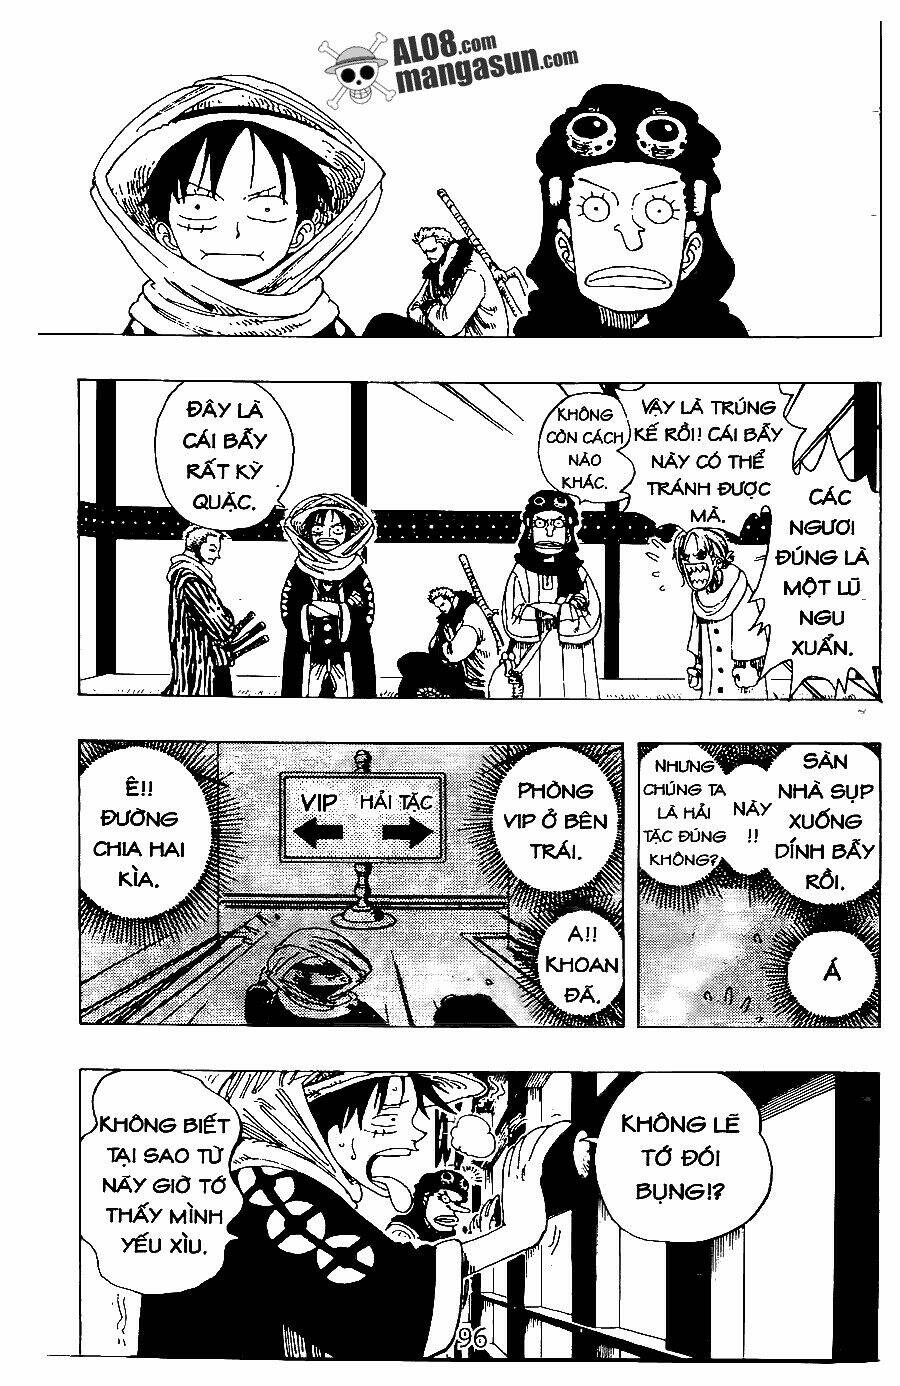 AL08.com
mangasun.com
ĐÂY LÀ
CÁI BẪY
RẤT KỲ
QUẶC.
KHÔNG
CÒN CÁCH
NÀO
KHÁC.
VẬY LÀ TRÚNG
KẾ RỒI! CÁI BẪY
NÀY CÓ THỂ
TRÁNH ĐƯỢC
MÀ.
CÁC
NGƯƠI
ĐÚNG LÀ
MỘT LŨ
NGU
XUẨN.
Ê!!
ĐƯỜNG
CHIA HAI
KÌA.
VIP
HẢI TẶC
PHÒNG
VIP Ở BÊN
TRÁI.
A!!
KHOAN
ĐÃ.
NHƯNG
CHÚNG TA
LÀ HẢI
TẶC ĐÚNG
KHÔNG?
NÀY
!!
SÀN
NHÀ SỤP
XUỐNG
DÍNH BẪY
RỒI.
Á
KHÔNG BIẾT
TẠI SAO TỪ
NÃY GIỜ TỚ
THẤY MÌNH
YẾU XÌU.
KHÔNG LẼ
TỚ ĐÓI
BỤNG!?
96